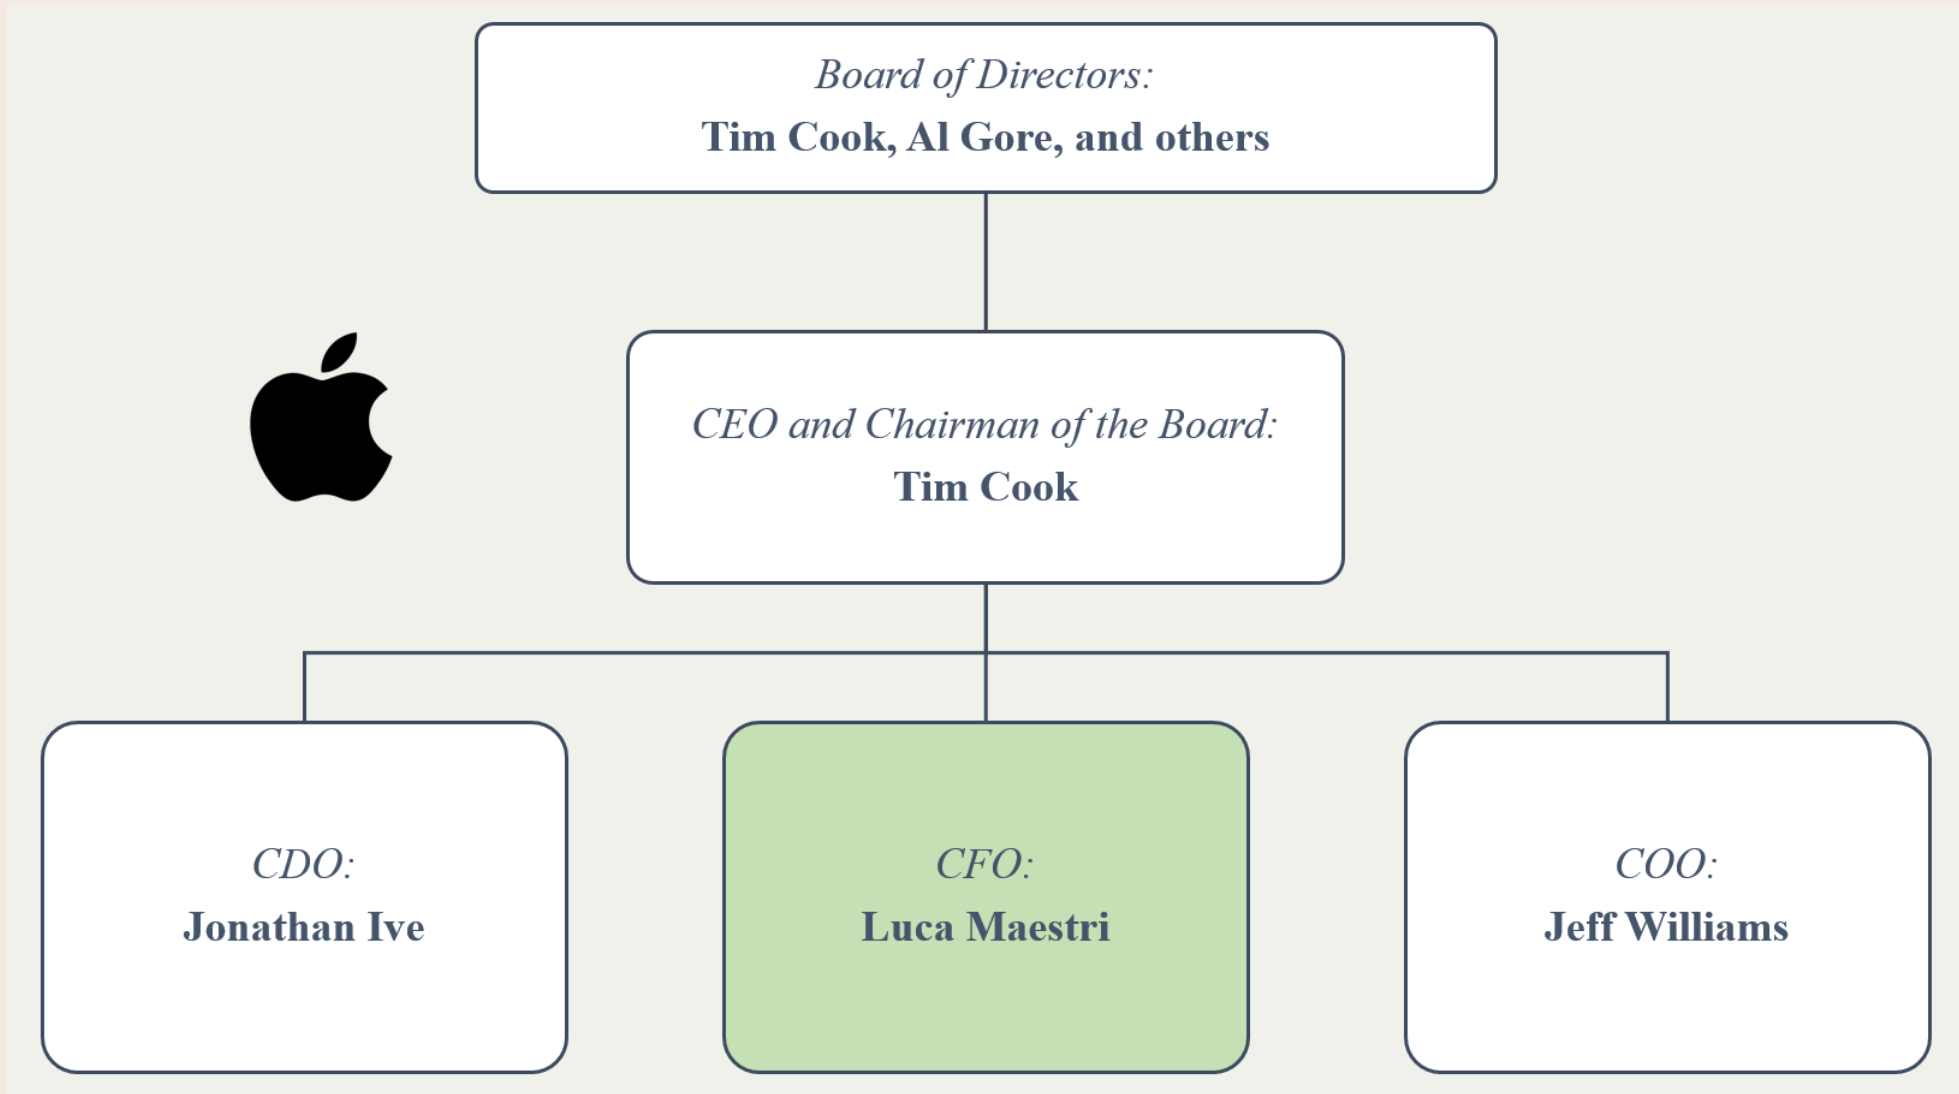 Board of Directors:
Tim Cook, Al Gore, and others
CEO and Chairman of the Board:
Tim Cook
CDO:
Jonathan Ive
CFO:
Luca Maestri
COO:
Jeff Williams